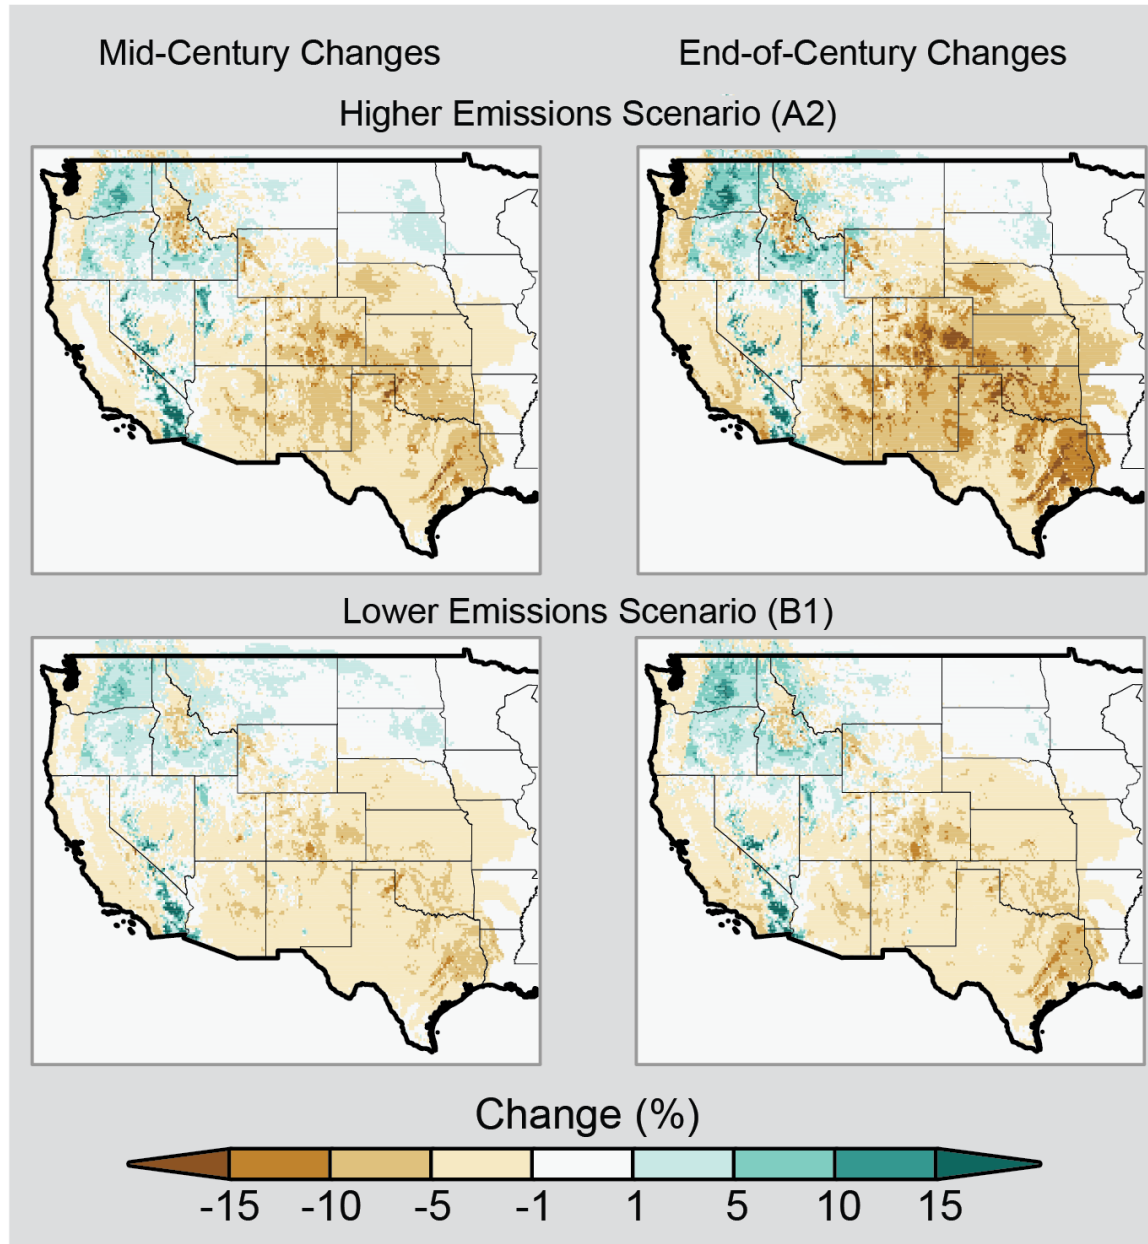 Mid-Century Changes
End-of-Century Changes
Higher Emissions Scenario (A2)
Lower Emissions Scenario (B1)
Change (%)
-15 -10 -5 -1 1 5 10 15